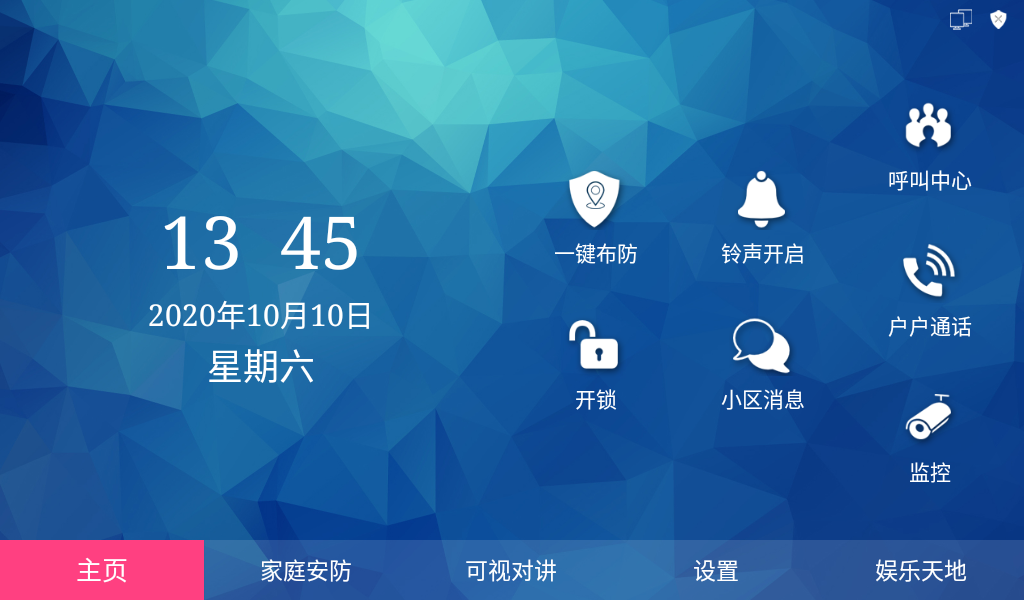 13 45
2020年10月10日
星期六
一键布防
铃声开启
开锁
小区消息
呼叫中心
户户通话
监控
主页
家庭安防
可视对讲
设置
娱乐天地